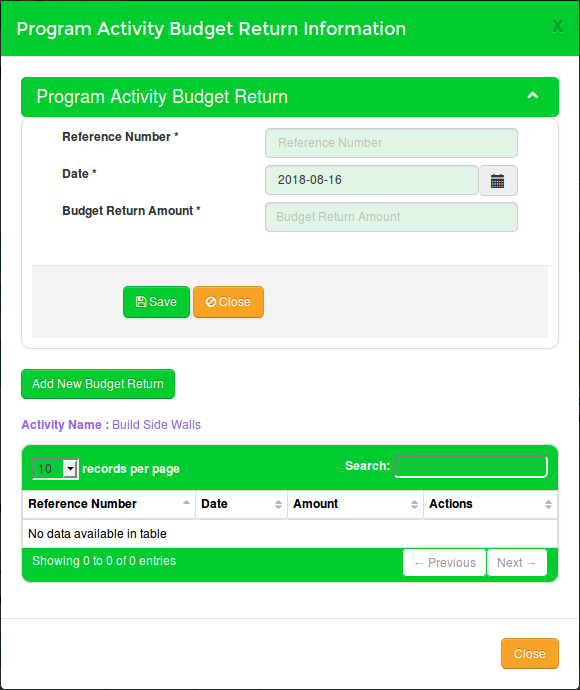 Program Activity Budget Return Information X
Program Activity Budget Return
Reference Number * Reference Number
Date * 2018-08-16
Budget Return Amount * Budget Return Amount
Save Close
Add New Budget Return
Activity Name : Build Side Walls
10 records per page Search:
Reference Number Date Amount Actions
No data available in table
Showing 0 to 0 of 0 entries ← Previous Next →
Close